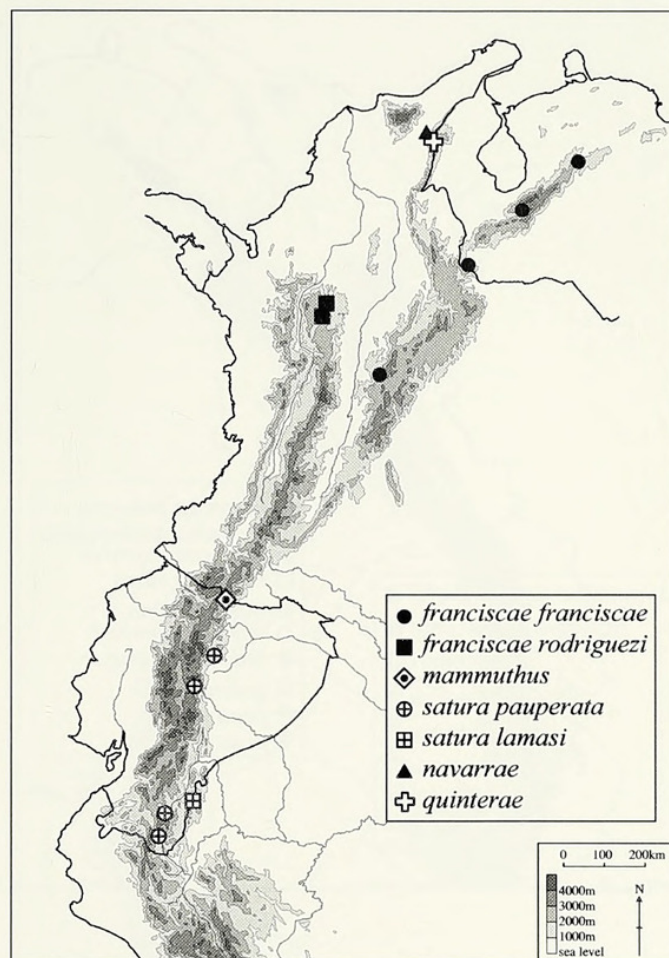 franciscae franciscae
franciscae rodriguezi
mammuthus
satura pauperata
satura lamasi
navarrae
quinterae
0 100 200km
4000m
3000m
2000m
1000m
sea level
N